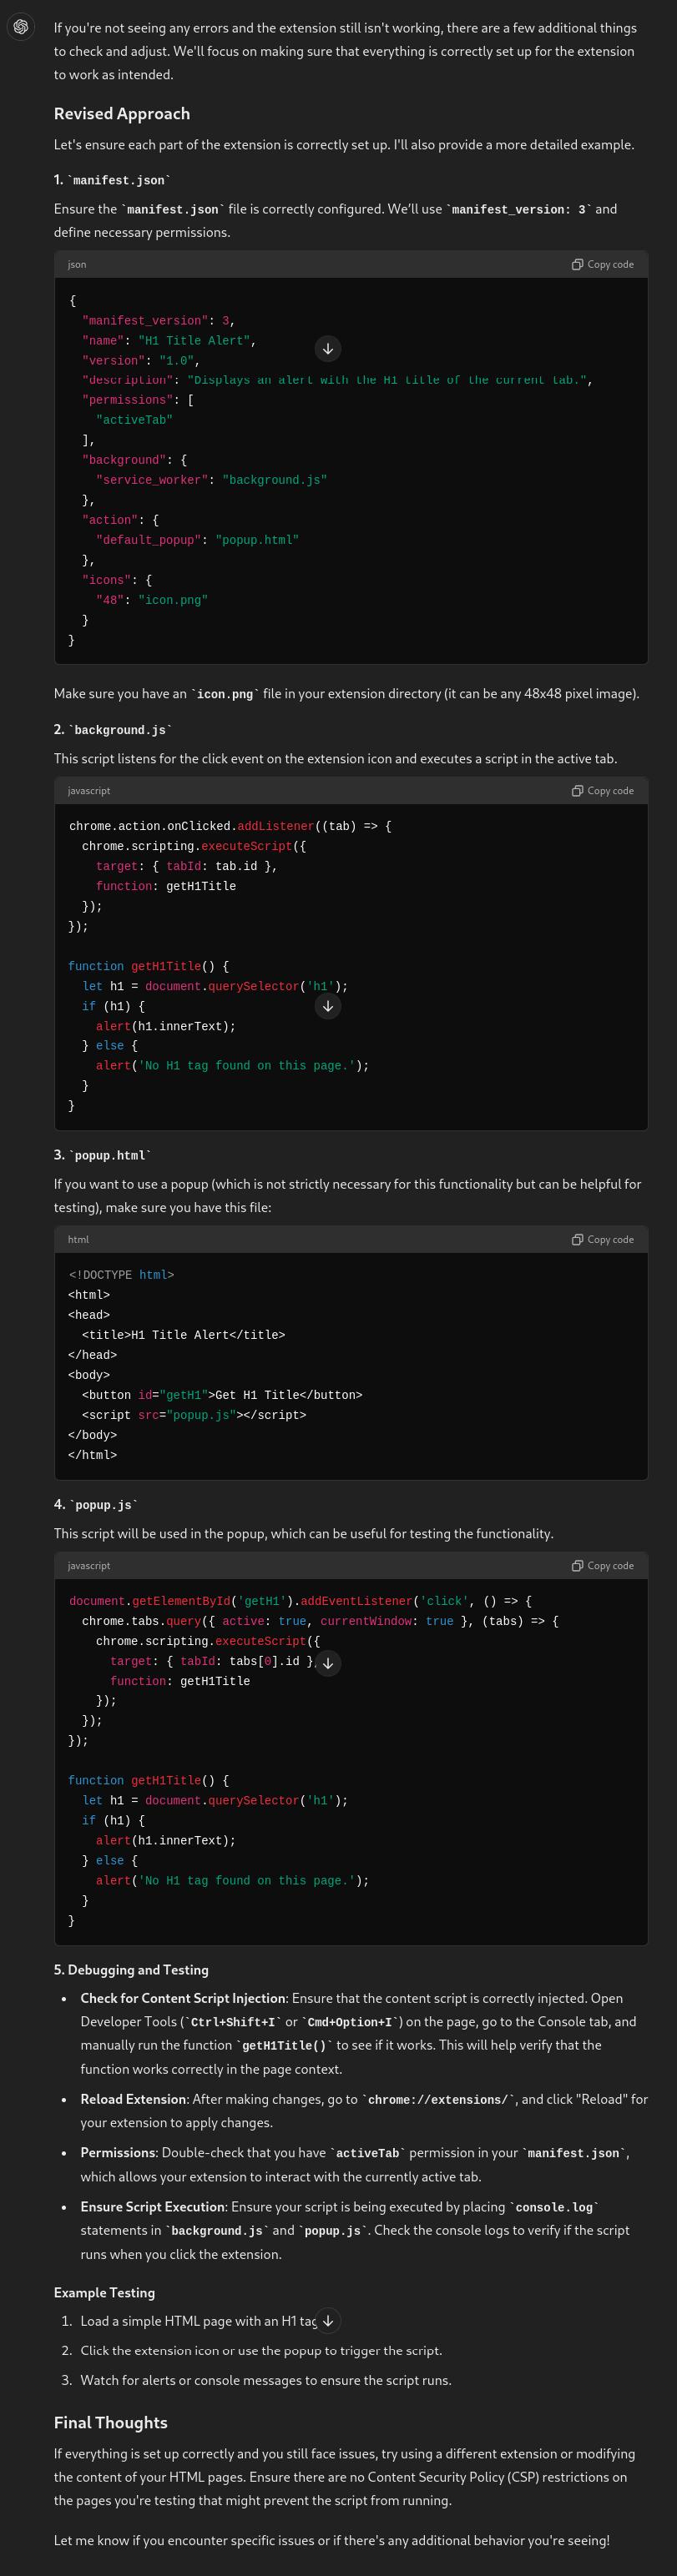 If you're not seeing any errors and the extension still isn't working, there are a few additional things
to check and adjust. We'll focus on making sure that everything is correctly set up for the extension
to work as intended.
Revised Approach
Let's ensure each part of the extension is correctly set up. I'll also provide a more detailed example.
1. `manifest.json`
Ensure the `manifest.json` file is correctly configured. We’ll use `manifest_version: 3` and
define necessary permissions.
json Copy code
{
  "manifest_version": 3,
  "name": "H1 Title Alert",
  "version": "1.0",
  "description": "Displays an alert with the H1 title of the current tab.",
  "permissions": [
    "activeTab"
  ],
  "background": {
    "service_worker": "background.js"
  },
  "action": {
    "default_popup": "popup.html"
  },
  "icons": {
    "48": "icon.png"
  }
}
Make sure you have an `icon.png` file in your extension directory (it can be any 48x48 pixel image).
2. `background.js`
This script listens for the click event on the extension icon and executes a script in the active tab.
javascript Copy code
chrome.action.onClicked.addListener((tab) => {
  chrome.scripting.executeScript({
    target: { tabId: tab.id },
    function: getH1Title
  });
});
function getH1Title() {
  let h1 = document.querySelector('h1');
  if (h1) {
    alert(h1.innerText);
  } else {
    alert('No H1 tag found on this page.');
  }
}
3. `popup.html`
If you want to use a popup (which is not strictly necessary for this functionality but can be helpful for
testing), make sure you have this file:
html Copy code
<!DOCTYPE html>
<html>
<head>
  <title>H1 Title Alert</title>
</head>
<body>
  <button id="getH1">Get H1 Title</button>
  <script src="popup.js"></script>
</body>
</html>
4. `popup.js`
This script will be used in the popup, which can be useful for testing the functionality.
javascript Copy code
document.getElementById('getH1').addEventListener('click', () => {
  chrome.tabs.query({ active: true, currentWindow: true }, (tabs) => {
    chrome.scripting.executeScript({
      target: { tabId: tabs[0].id },
      function: getH1Title
    });
  });
});
function getH1Title() {
  let h1 = document.querySelector('h1');
  if (h1) {
    alert(h1.innerText);
  } else {
    alert('No H1 tag found on this page.');
  }
}
5. Debugging and Testing
• Check for Content Script Injection: Ensure that the content script is correctly injected. Open
Developer Tools (`Ctrl+Shift+I` or `Cmd+Option+I`) on the page, go to the Console tab, and
manually run the function `getH1Title()` to see if it works. This will help verify that the
function works correctly in the page context.
• Reload Extension: After making changes, go to `chrome://extensions/`, and click "Reload" for
your extension to apply changes.
• Permissions: Double-check that you have `activeTab` permission in your `manifest.json`,
which allows your extension to interact with the currently active tab.
• Ensure Script Execution: Ensure your script is being executed by placing `console.log`
statements in `background.js` and `popup.js`. Check the console logs to verify if the script
runs when you click the extension.
Example Testing
1. Load a simple HTML page with an H1 tag
2. Click the extension icon or use the popup to trigger the script.
3. Watch for alerts or console messages to ensure the script runs.
Final Thoughts
If everything is set up correctly and you still face issues, try using a different extension or modifying
the content of your HTML pages. Ensure there are no Content Security Policy (CSP) restrictions on
the pages you're testing that might prevent the script from running.
Let me know if you encounter specific issues or if there's any additional behavior you're seeing!